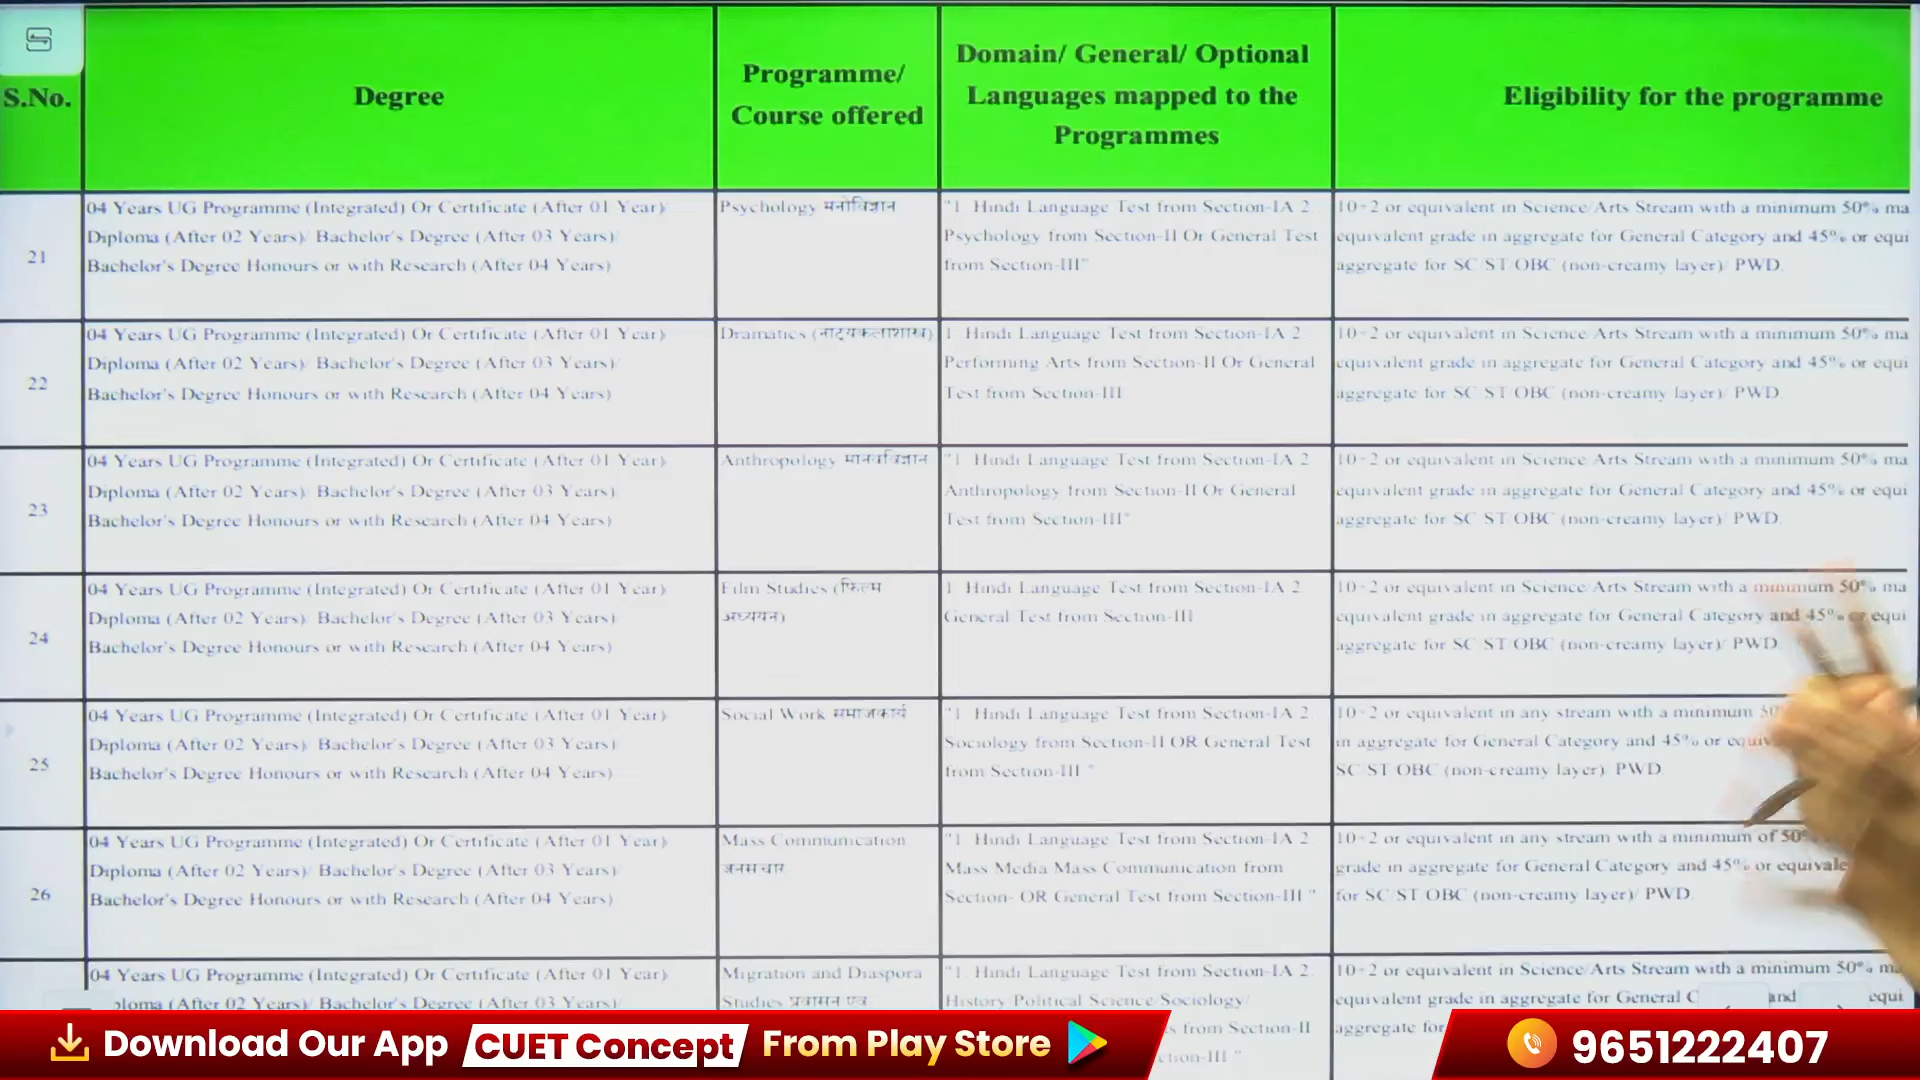 S.No.
Degree
Programme/
Course offered
Domain/ General/ Optional
Languages mapped to the
Programmes
Eligibility for the programme
21
04 Years UG Programme (Integrated) Or Certificate (After 01 Year)/
Diploma (After 02 Years)/ Bachelor's Degree (After 03 Years)/
Bachelor's Degree Honours or with Research (After 04 Years)
Psychology मनोविज्ञान
"1. Hindi Language Test from Section-IA 2.
Psychology from Section-II Or General Test
from Section-III"
10+2 or equivalent in Science/Arts Stream with a minimum 50% ma
equivalent grade in aggregate for General Category and 45% or equi
aggregate for SC/ST/OBC (non-creamy layer)/ PWD.
22
04 Years UG Programme (Integrated) Or Certificate (After 01 Year)/
Diploma (After 02 Years)/ Bachelor's Degree (After 03 Years)/
Bachelor's Degree Honours or with Research (After 04 Years)
Dramatics (नाट्यकलाशास्त्र)
1. Hindi Language Test from Section-IA 2.
Performing Arts from Section-II Or General
Test from Section-III
10+2 or equivalent in Science/Arts Stream with a minimum 50% ma
equivalent grade in aggregate for General Category and 45% or equi
aggregate for SC/ST/OBC (non-creamy layer)/ PWD.
23
04 Years UG Programme (Integrated) Or Certificate (After 01 Year)/
Diploma (After 02 Years)/ Bachelor's Degree (After 03 Years)/
Bachelor's Degree Honours or with Research (After 04 Years)
Anthropology मानवविज्ञान
"1. Hindi Language Test from Section-IA 2.
Anthropology from Section-II Or General
Test from Section-III"
10+2 or equivalent in Science/Arts Stream with a minimum 50% ma
equivalent grade in aggregate for General Category and 45% or equi
aggregate for SC/ST/OBC (non-creamy layer)/ PWD.
24
04 Years UG Programme (Integrated) Or Certificate (After 01 Year)/
Diploma (After 02 Years)/ Bachelor's Degree (After 03 Years)/
Bachelor's Degree Honours or with Research (After 04 Years)
Film Studies (फिल्म
अध्ययन)
1. Hindi Language Test from Section-IA 2.
General Test from Section-III
10+2 or equivalent in Science/Arts Stream with a minimum 50% ma
equivalent grade in aggregate for General Category and 45% or equi
aggregate for SC/ST/OBC (non-creamy layer)/ PWD.
25
04 Years UG Programme (Integrated) Or Certificate (After 01 Year)/
Diploma (After 02 Years)/ Bachelor's Degree (After 03 Years)/
Bachelor's Degree Honours or with Research (After 04 Years)
Social Work समाजकार्य
"1. Hindi Language Test from Section-IA 2.
Sociology from Section-II OR General Test
from Section-III "
10+2 or equivalent in any stream with a minimum 50
in aggregate for General Category and 45% or equiv
SC/ST/OBC (non-creamy layer)/ PWD
26
04 Years UG Programme (Integrated) Or Certificate (After 01 Year)/
Diploma (After 02 Years)/ Bachelor's Degree (After 03 Years)/
Bachelor's Degree Honours or with Research (After 04 Years)
Mass Communication
जनसंचार
"1. Hindi Language Test from Section-IA 2.
Mass Media/Mass Communication from
Section- OR General Test from Section-III "
10+2 or equivalent in any stream with a minimum of 50%
grade in aggregate for General Category and 45% or equivale
for SC/ST/OBC (non-creamy layer)/ PWD.
04 Years UG Programme (Integrated) Or Certificate (After 01 Year)/
ploma (After 02 Years)/ Bachelor's Degree (After 03 Years)/
Migration and Diaspora
Studies प्रवासन एवं
"1. Hindi Language Test from Section-IA 2.
History/Political Science/Sociology/
s from Section-II
ction-III "
10+2 or equivalent in Science/Arts Stream with a minimum 50% ma
equivalent grade in aggregate for General C and equi
aggregate for
Download Our App CUET Concept From Play Store
9651222407